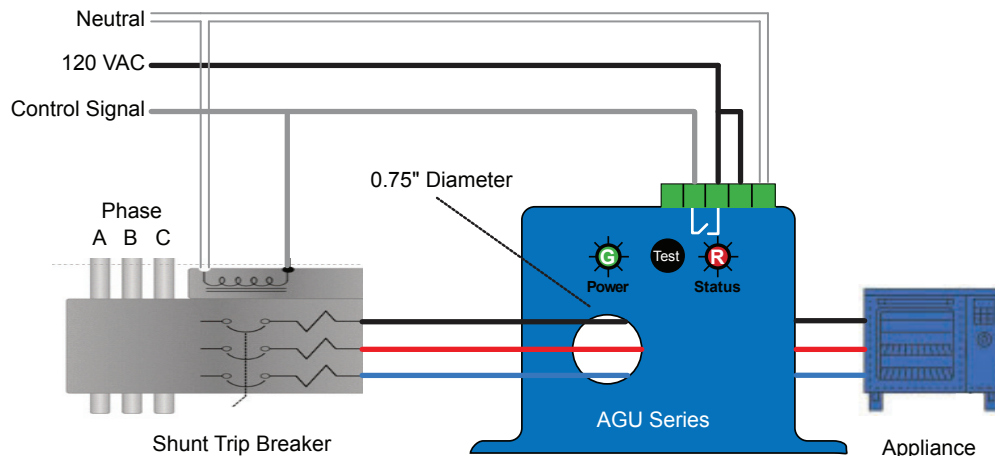 Neutral
120 VAC
Control Signal
0.75" Diameter
Phase
A B C
G
Test
R
Power
Status
AGU Series
Shunt Trip Breaker
Appliance